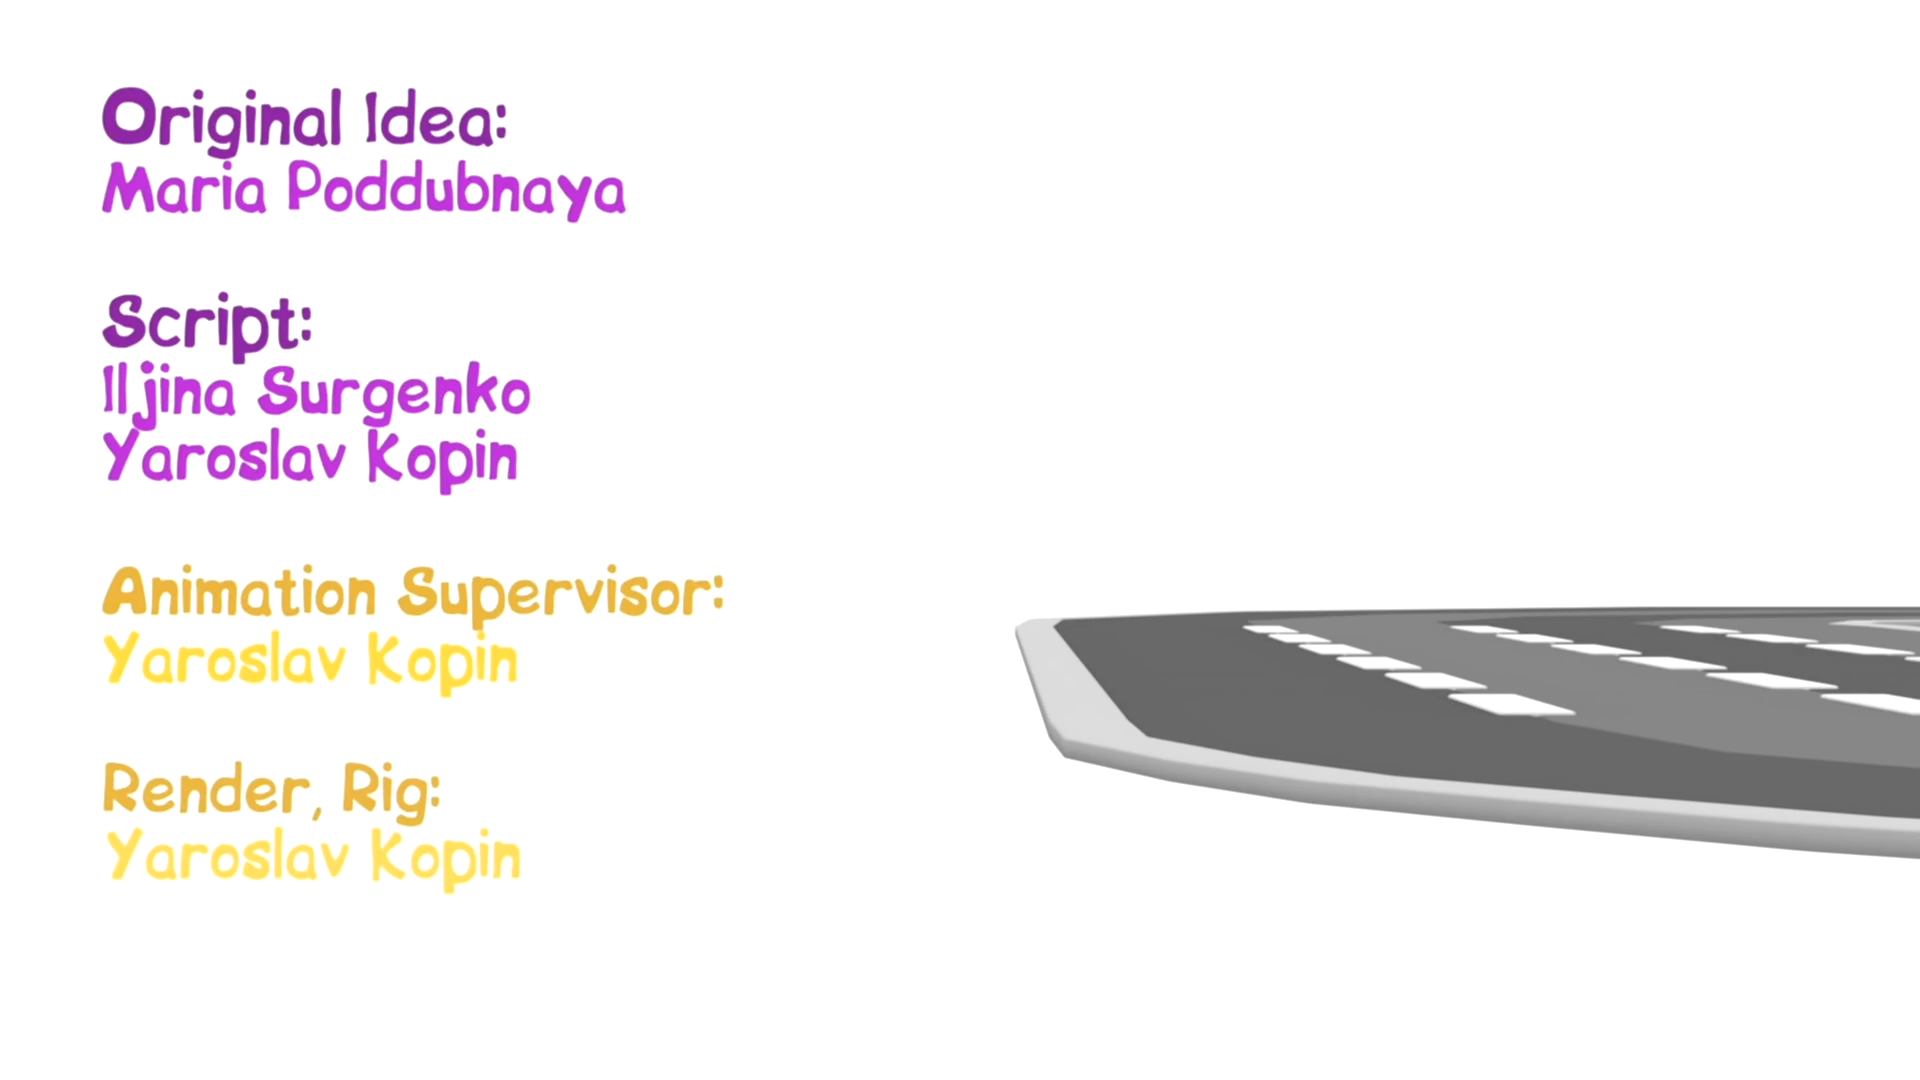 Original Idea:
Maria Poddubnaya
Script:
Iljina Surgenko
Yaroslav Kopin
Animation Supervisor:
Yaroslav Kopin
Render, Rig:
Yaroslav Kopin